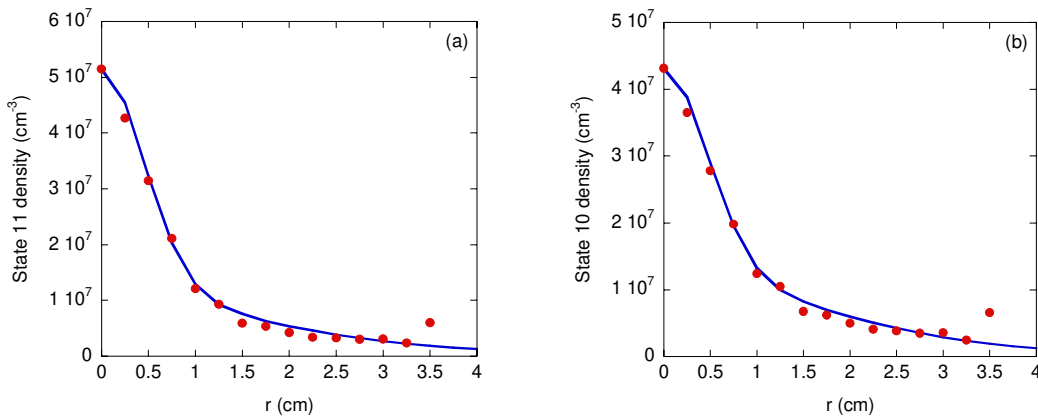 6 10⁷
(a)
5 10⁷
4 10⁷
3 10⁷
2 10⁷
1 10⁷
0
State 11 density (cm⁻³)
0 0.5 1 1.5 2 2.5 3 3.5 4
r (cm)
5 10⁷
(b)
4 10⁷
3 10⁷
2 10⁷
1 10⁷
0
State 10 density (cm⁻³)
0 0.5 1 1.5 2 2.5 3 3.5 4
r (cm)